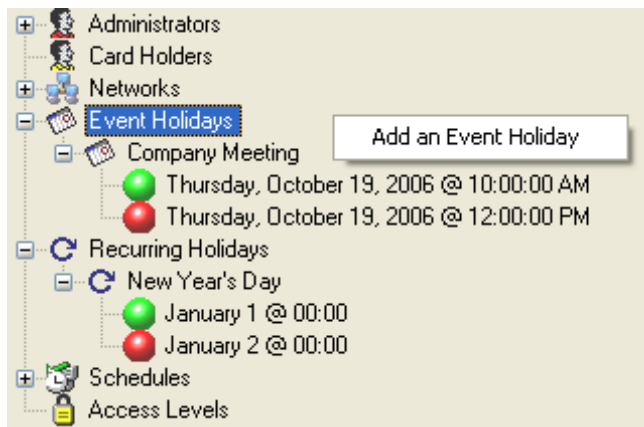 Administrators
Card Holders
Networks
Event Holidays
Add an Event Holiday
Company Meeting
Thursday, October 19, 2006 @ 10:00:00 AM
Thursday, October 19, 2006 @ 12:00:00 PM
Recurring Holidays
New Year's Day
January 1 @ 00:00
January 2 @ 00:00
Schedules
Access Levels